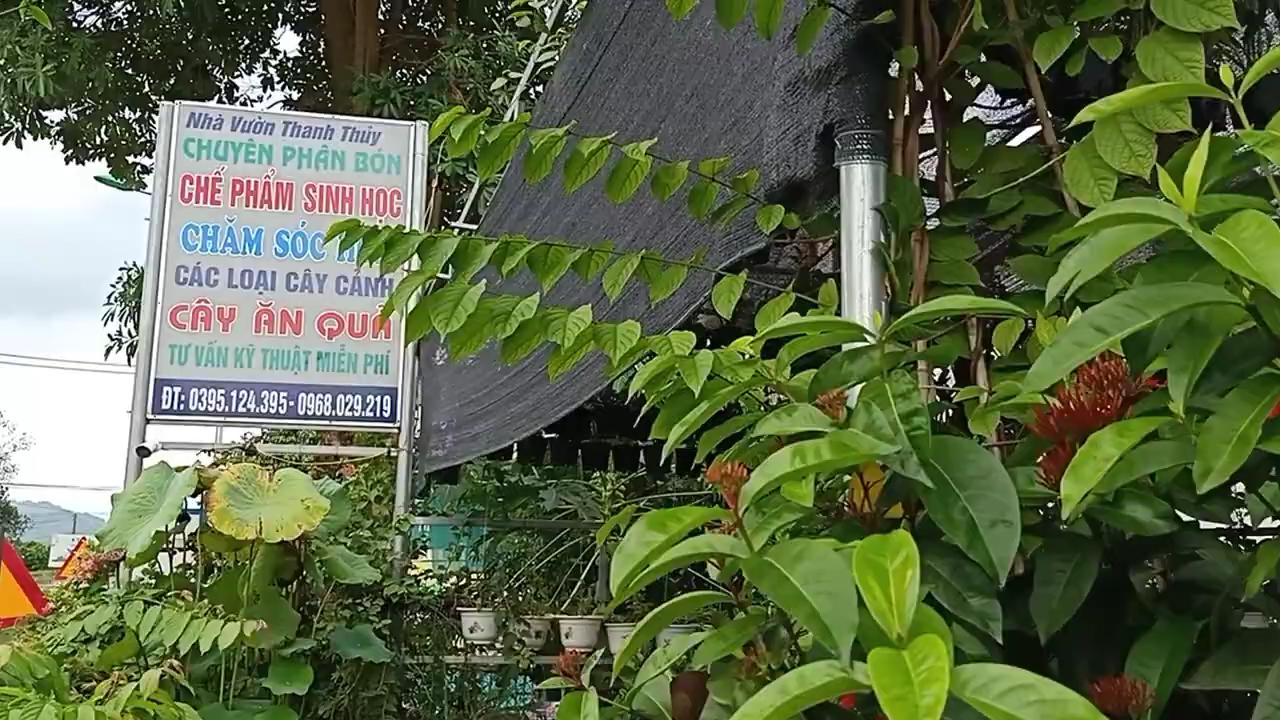 Nhà Vườn Thanh Thủy
CHUYÊN PHÂN BÓN
CHẾ PHẨM SINH HỌC
CHĂM SÓC
CÁC LOẠI CÂY CẢNH
CÂY ĂN QUẢ
TƯ VẤN KỸ THUẬT MIỄN PHÍ
ĐT: 0395.124.395- 0968.029.219